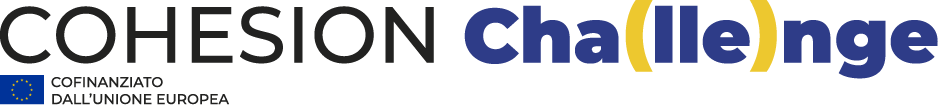 COHESION Cha(lle)nge
COFINANZIATO
DALL'UNIONE EUROPEA